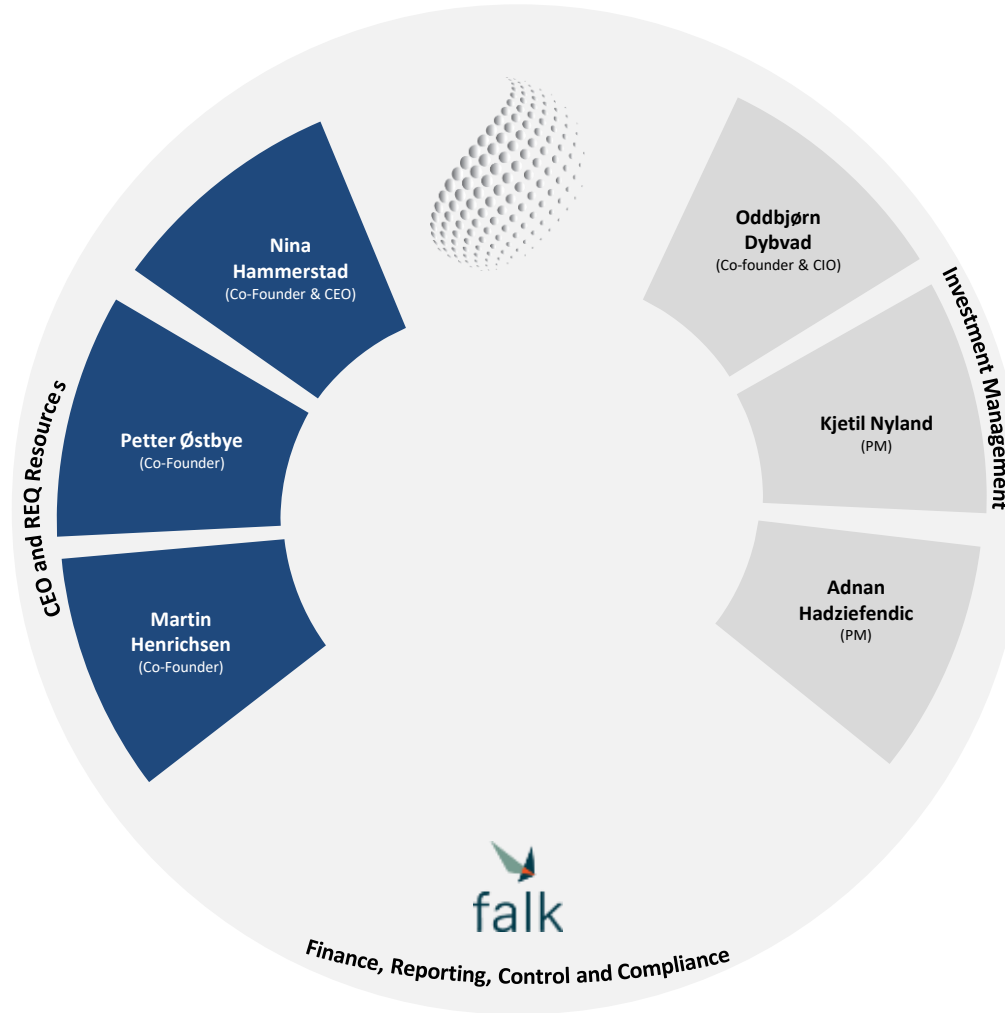 Nina
Hammerstad
(Co-Founder & CEO)
Petter Østbye
(Co-Founder)
Martin
Henrichsen
(Co-Founder)
CEO and REQ Resources
Oddbjørn
Dybvad
(Co-founder & CIO)
Kjetil Nyland
(PM)
Adnan
Hadziefendic
(PM)
Investment Management
falk
Finance, Reporting, Control and Compliance